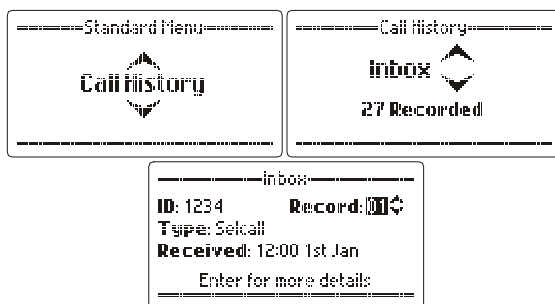 Standard Menu
Call History
Call History
Inbox
27 Recorded
Inbox
ID: 1234 Record: 01
Type: Selcall
Received: 12:00 1st Jan
Enter for more details